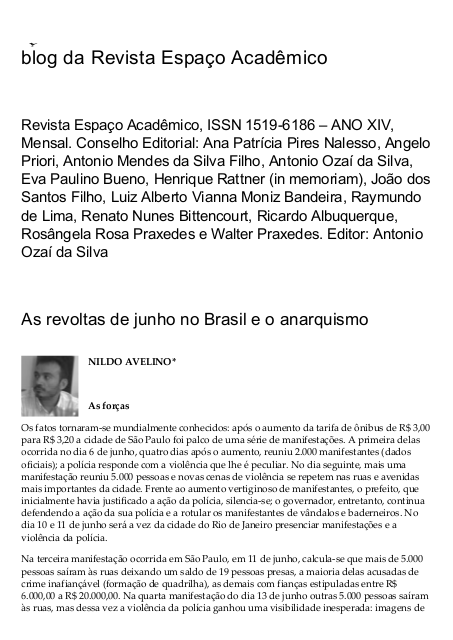 blog da Revista Espaço Acadêmico
Revista Espaço Acadêmico, ISSN 1519-6186 – ANO XIV,
Mensal. Conselho Editorial: Ana Patrícia Pires Nalesso, Angelo
Priori, Antonio Mendes da Silva Filho, Antonio Ozaí da Silva,
Eva Paulino Bueno, Henrique Rattner (in memoriam), João dos
Santos Filho, Luiz Alberto Vianna Moniz Bandeira, Raymundo
de Lima, Renato Nunes Bittencourt, Ricardo Albuquerque,
Rosângela Rosa Praxedes e Walter Praxedes. Editor: Antonio
Ozaí da Silva
As revoltas de junho no Brasil e o anarquismo
NILDO AVELINO*
As forças
Os fatos tornaram-se mundialmente conhecidos: após o aumento da tarifa de ônibus de R$ 3,00
para R$ 3,20 a cidade de São Paulo foi palco de uma série de manifestações. A primeira delas
ocorrida no dia 6 de junho, quatro dias após o aumento, reuniu 2.000 manifestantes (dados
oficiais); a polícia responde com a violência que lhe é peculiar. No dia seguinte, mais uma
manifestação reuniu 5.000 pessoas e novas cenas de violência se repetem nas ruas e avenidas
mais importantes da cidade. Frente ao aumento vertiginoso de manifestantes, o prefeito, que
inicialmente havia justificado a ação da polícia, silencia-se; o governador, entretanto, continua
defendendo a ação da sua polícia e a rotular os manifestantes de vândalos e baderneiros. No
dia 10 e 11 de junho será a vez da cidade do Rio de Janeiro presenciar manifestações e a
violência da polícia.
Na terceira manifestação ocorrida em São Paulo, em 11 de junho, calcula-se que mais de 5.000
pessoas saíram às ruas deixando um saldo de 19 pessoas presas, a maioria delas acusadas de
crime inafiançável (formação de quadrilha), as demais com fianças estipuladas entre R$
6.000,00 a R$ 20.000,00. Na quarta manifestação do dia 13 de junho outras 5.000 pessoas saíram
às ruas, mas dessa vez a violência da polícia ganhou uma visibilidade inesperada: imagens de